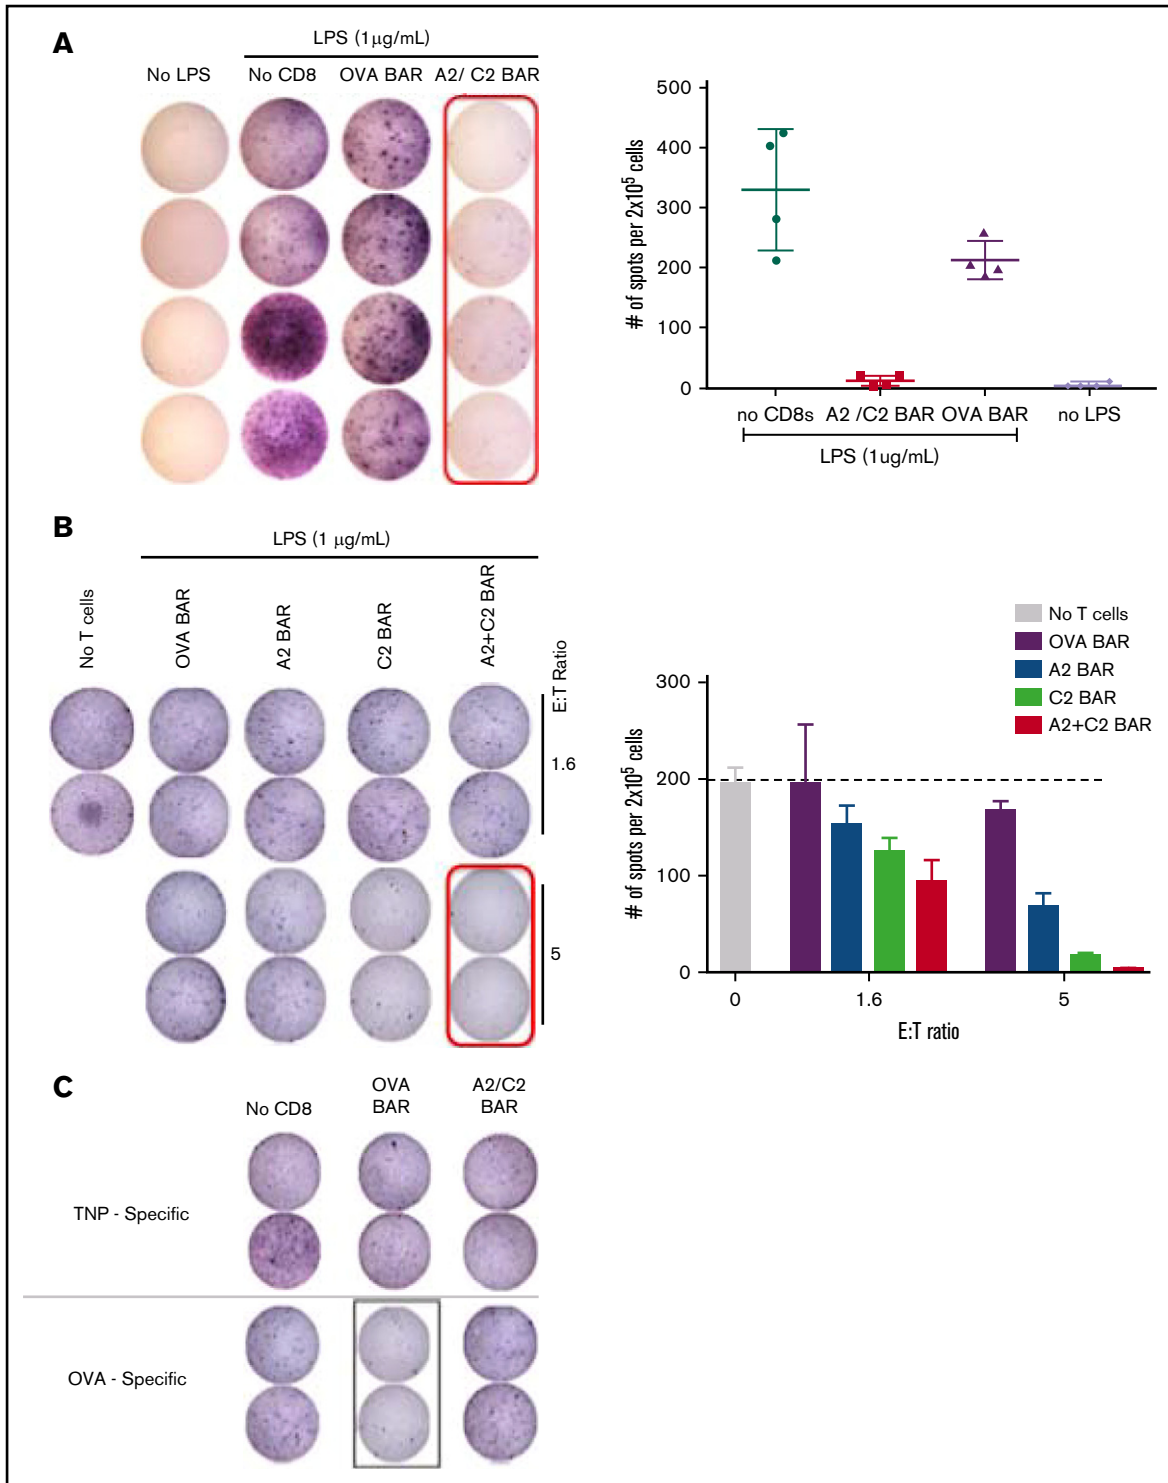 A
LPS (1µg/mL)
No LPS No CD8 OVA BAR A2/ C2 BAR
# of spots per 2x10⁵ cells
500
400
300
200
100
0
no CD8s A2 /C2 BAR OVA BAR no LPS
LPS (1ug/mL)
B
LPS (1 µg/mL)
No T cells
OVA BAR
A2 BAR
C2 BAR
A2+C2 BAR
E:T Ratio
1.6
5
No T cells
OVA BAR
A2 BAR
C2 BAR
A2+C2 BAR
# of spots per 2x10⁵ cells
300
200
100
0
0 1.6 5
E:T ratio
C
No CD8
OVA
BAR
A2/C2
BAR
TNP - Specific
OVA - Specific